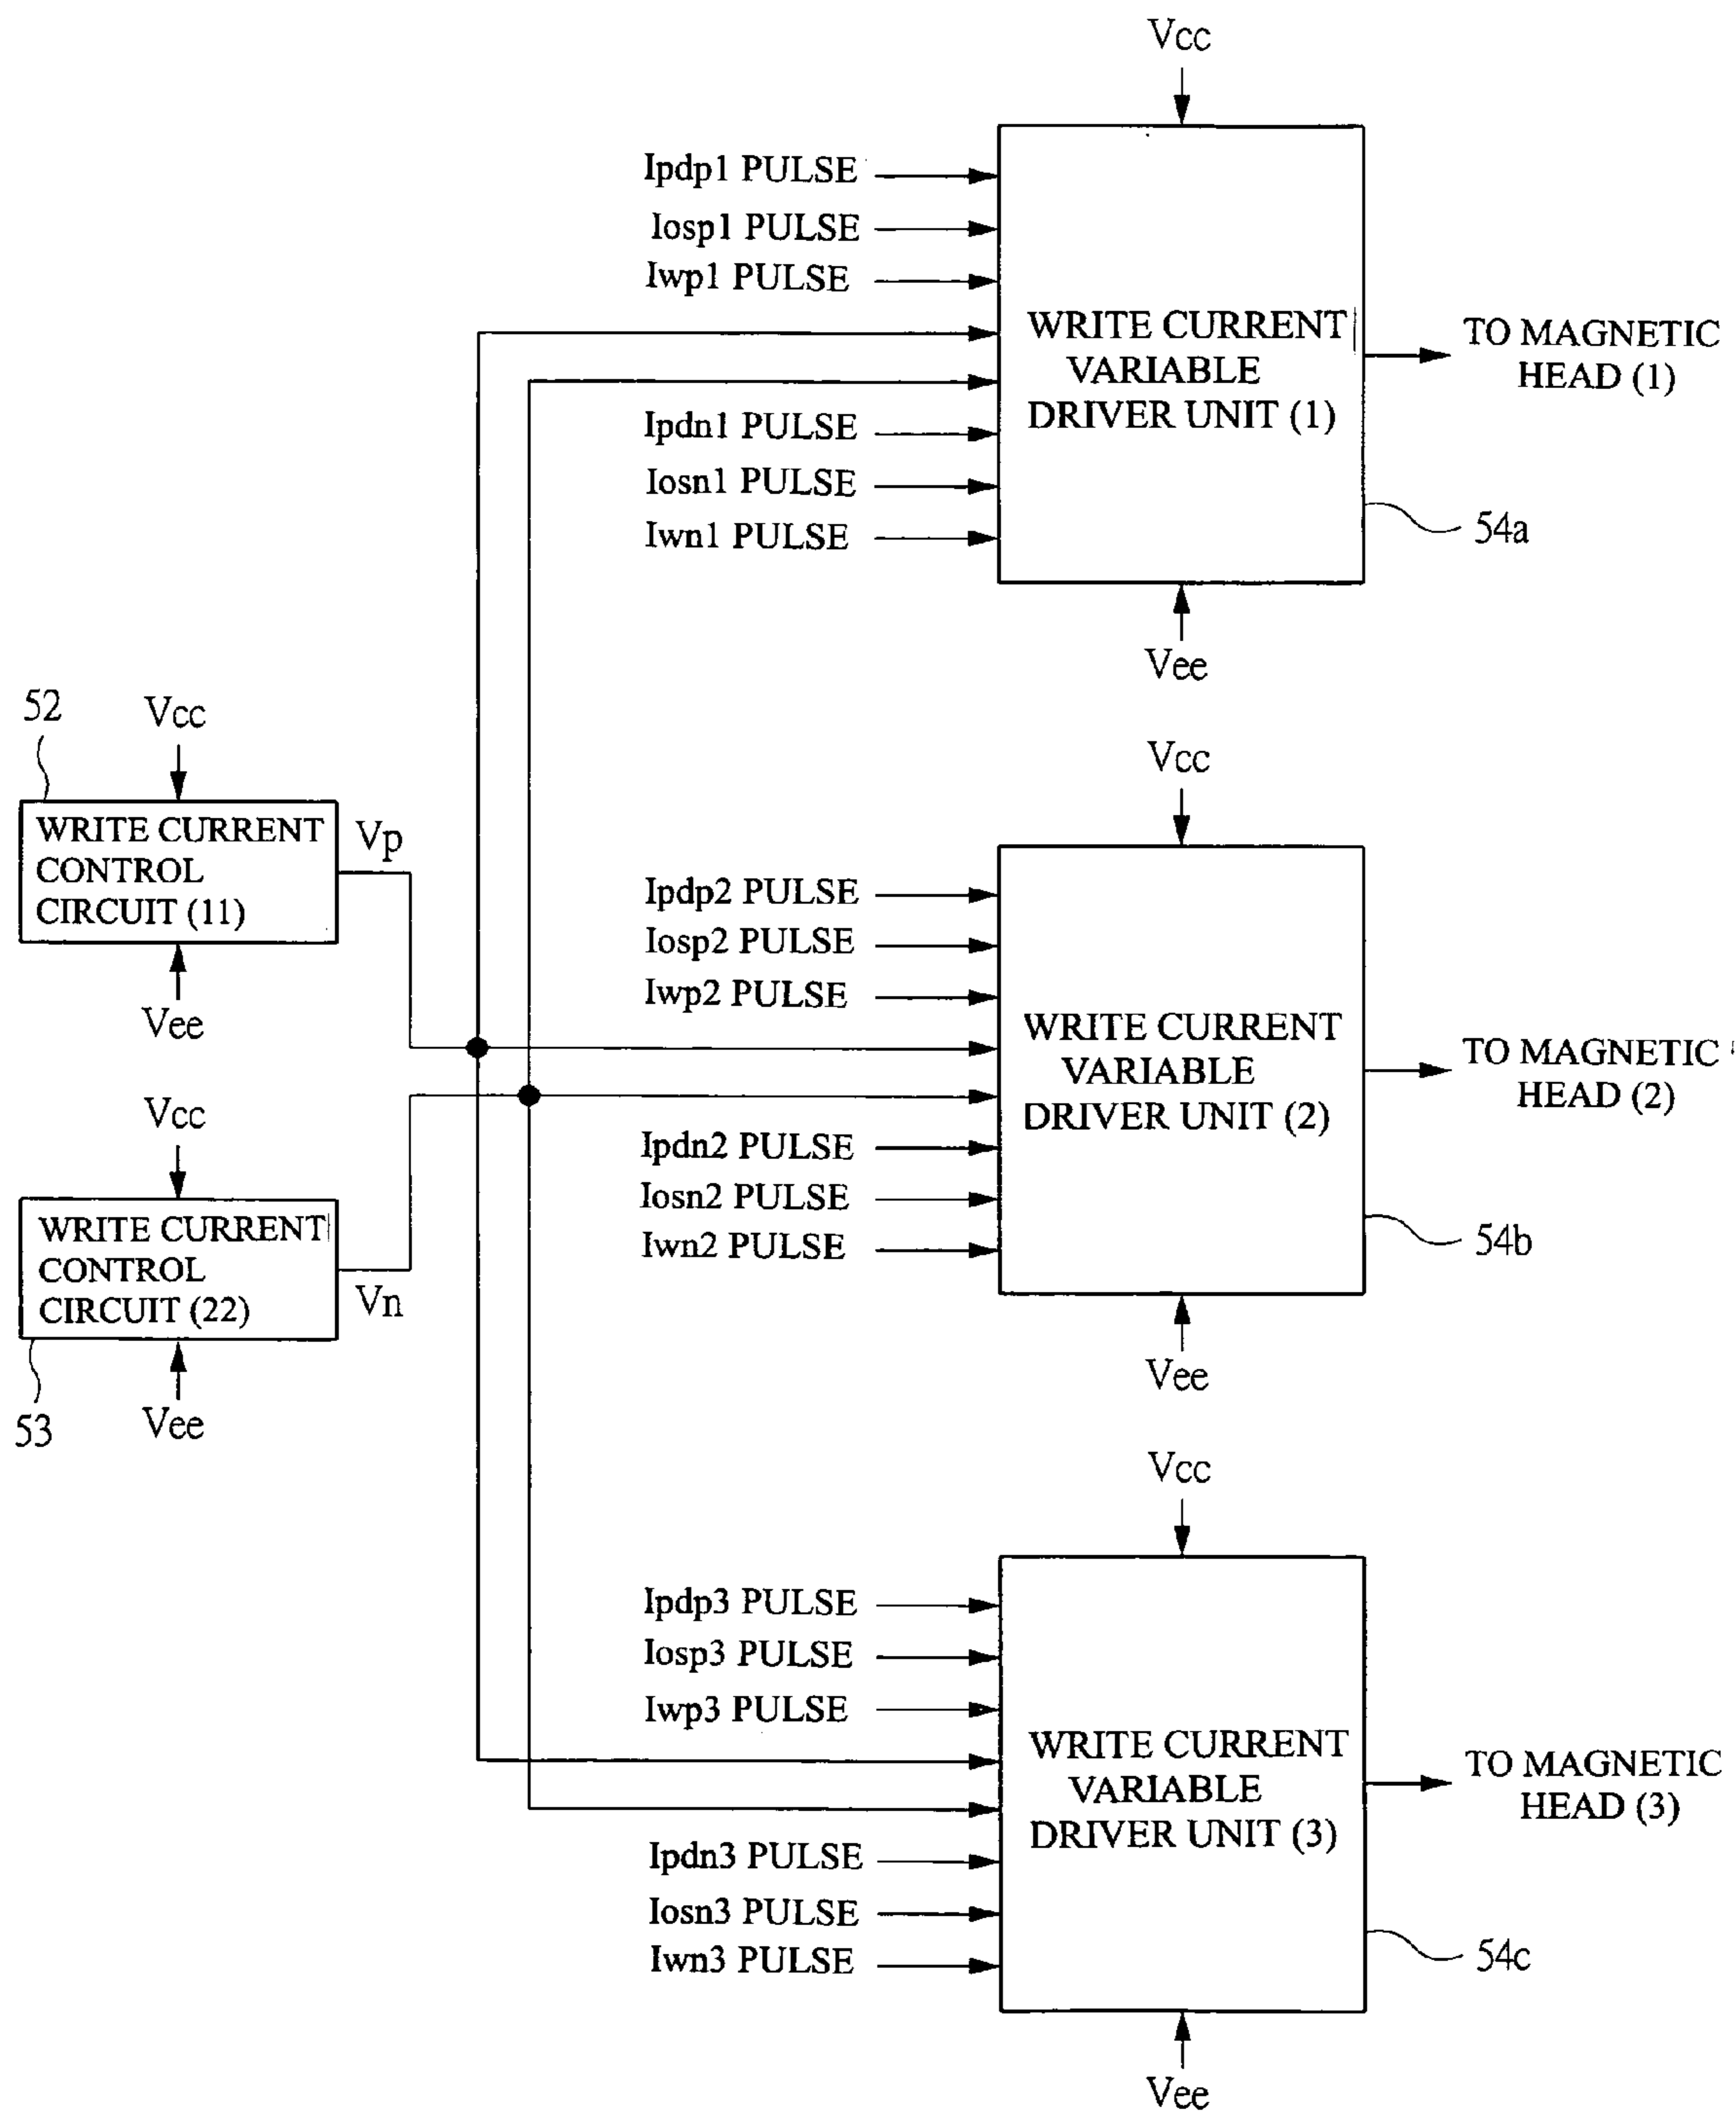 Vcc
Ipdp1 PULSE
Iosp1 PULSE
Iwp1 PULSE
WRITE CURRENT
VARIABLE
DRIVER UNIT (1)
TO MAGNETIC
HEAD (1)
Ipdn1 PULSE
Iosn1 PULSE
Iwn1 PULSE
54a
Vee
52
Vcc
WRITE CURRENT
CONTROL
CIRCUIT (11)
Vp
Vee
Vcc
WRITE CURRENT
CONTROL
CIRCUIT (22)
Vn
53
Vee
Vcc
Ipdp2 PULSE
Iosp2 PULSE
Iwp2 PULSE
WRITE CURRENT
VARIABLE
DRIVER UNIT (2)
TO MAGNETIC
HEAD (2)
Ipdn2 PULSE
Iosn2 PULSE
Iwn2 PULSE
54b
Vee
Vcc
Ipdp3 PULSE
Iosp3 PULSE
Iwp3 PULSE
WRITE CURRENT
VARIABLE
DRIVER UNIT (3)
TO MAGNETIC
HEAD (3)
Ipdn3 PULSE
Iosn3 PULSE
Iwn3 PULSE
54c
Vee